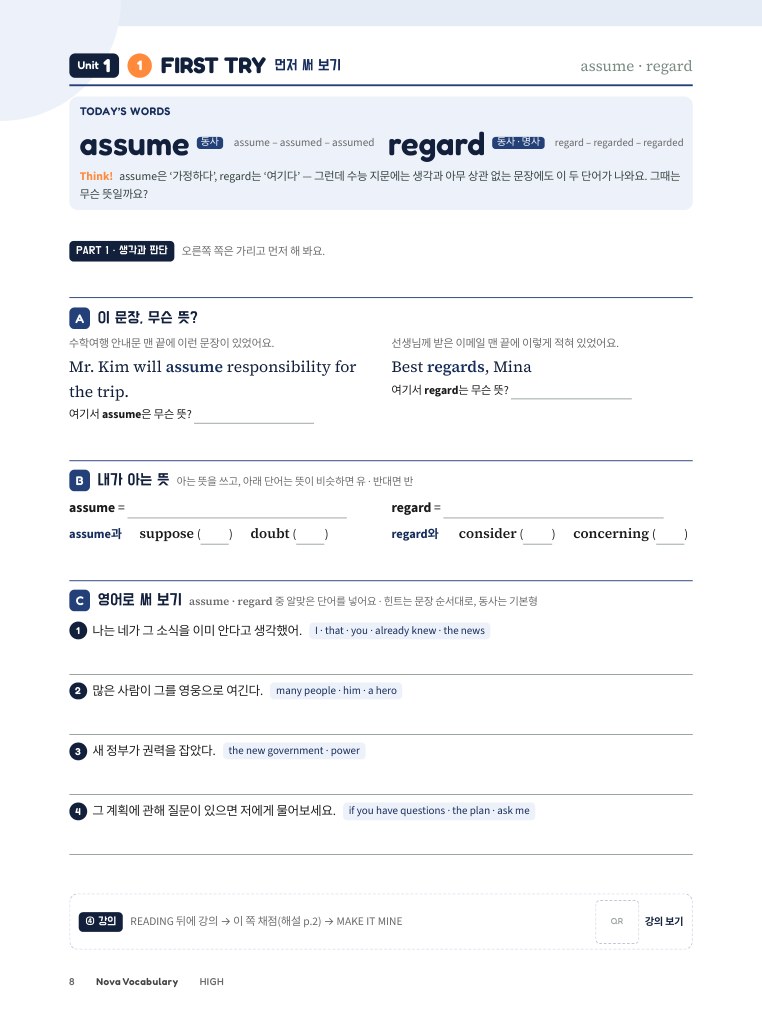 Unit 1 1 FIRST TRY 먼저 써 보기 assume · regard
TODAY'S WORDS
assume 동사 assume – assumed – assumed regard 동사·명사 regard – regarded – regarded
Think! assume은 '가정하다', regard는 '여기다' — 그런데 수능 지문에는 생각과 아무 상관 없는 문장에도 이 두 단어가 나와요. 그때는
무슨 뜻일까요?
PART 1 · 생각과 판단 오른쪽 쪽은 가리고 먼저 해 봐요.
A 이 문장, 무슨 뜻?
수학여행 안내문 맨 끝에 이런 문장이 있었어요.
Mr. Kim will assume responsibility for
the trip.
여기서 assume은 무슨 뜻?
선생님께 받은 이메일 맨 끝에 이렇게 적혀 있었어요.
Best regards, Mina
여기서 regard는 무슨 뜻?
B 내가 아는 뜻 아는 뜻을 쓰고, 아래 단어는 뜻이 비슷하면 유 · 반대면 반
assume = regard =
assume과 suppose ( ) doubt ( ) regard와 consider ( ) concerning ( )
C 영어로 써 보기 assume · regard 중 알맞은 단어를 넣어요 · 힌트는 문장 순서대로, 동사는 기본형
1 나는 네가 그 소식을 이미 안다고 생각했어. I · that · you · already knew · the news
2 많은 사람이 그를 영웅으로 여긴다. many people · him · a hero
3 새 정부가 권력을 잡았다. the new government · power
4 그 계획에 관해 질문이 있으면 저에게 물어보세요. if you have questions · the plan · ask me
④ 강의 READING 뒤에 강의 → 이 쪽 채점(해설 p.2) → MAKE IT MINE QR 강의 보기
8 Nova Vocabulary HIGH